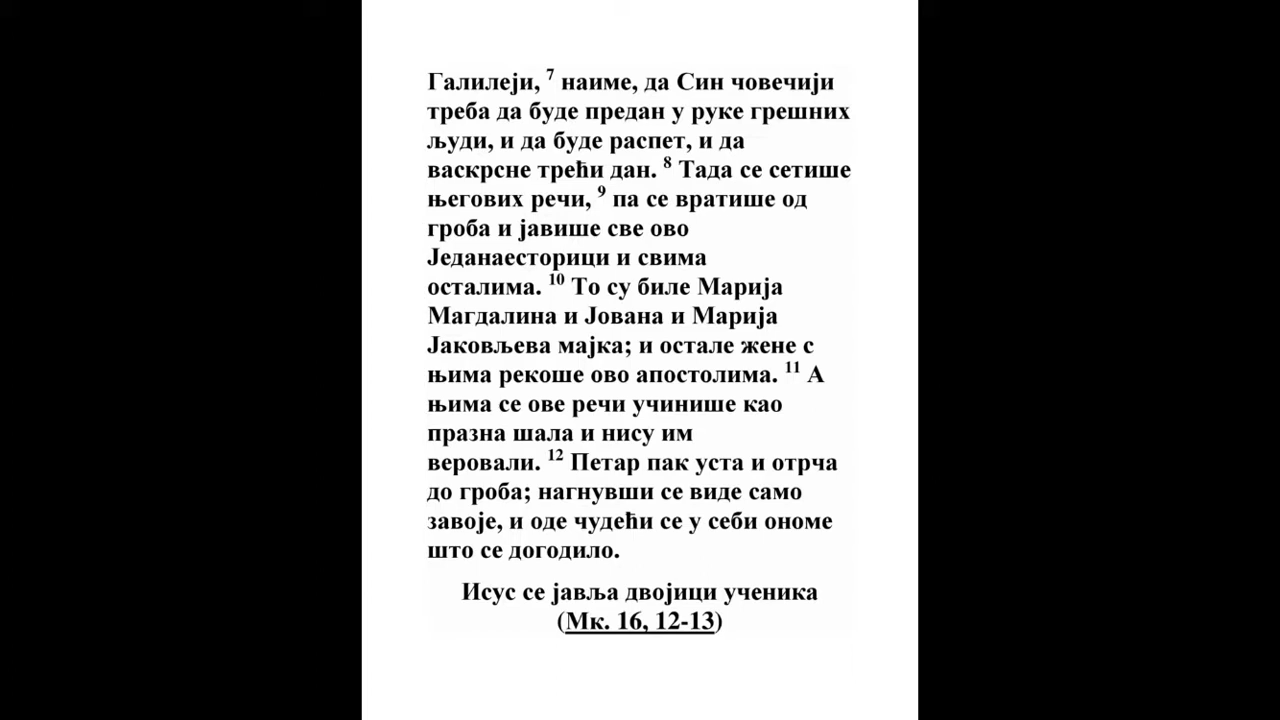 Галилеји, ⁷ наиме, да Син човечији
треба да буде предан у руке грешних
људи, и да буде распет, и да
васкрсне трећи дан. ⁸ Тада се сетише
његових речи, ⁹ па се вратише од
гроба и јавише све ово
Једанаесторици и свима
осталима. ¹⁰ То су биле Марија
Магдалина и Јована и Марија
Јаковљева мајка; и остале жене с
њима рекоше ово апостолима. ¹¹ А
њима се ове речи учинише као
празна шала и нису им
веровали. ¹² Петар пак уста и отрча
до гроба; нагнувши се виде само
завоје, и оде чудећи се у себи ономе
што се догодило.
Исус се јавља двојици ученика
(Мк. 16, 12-13)